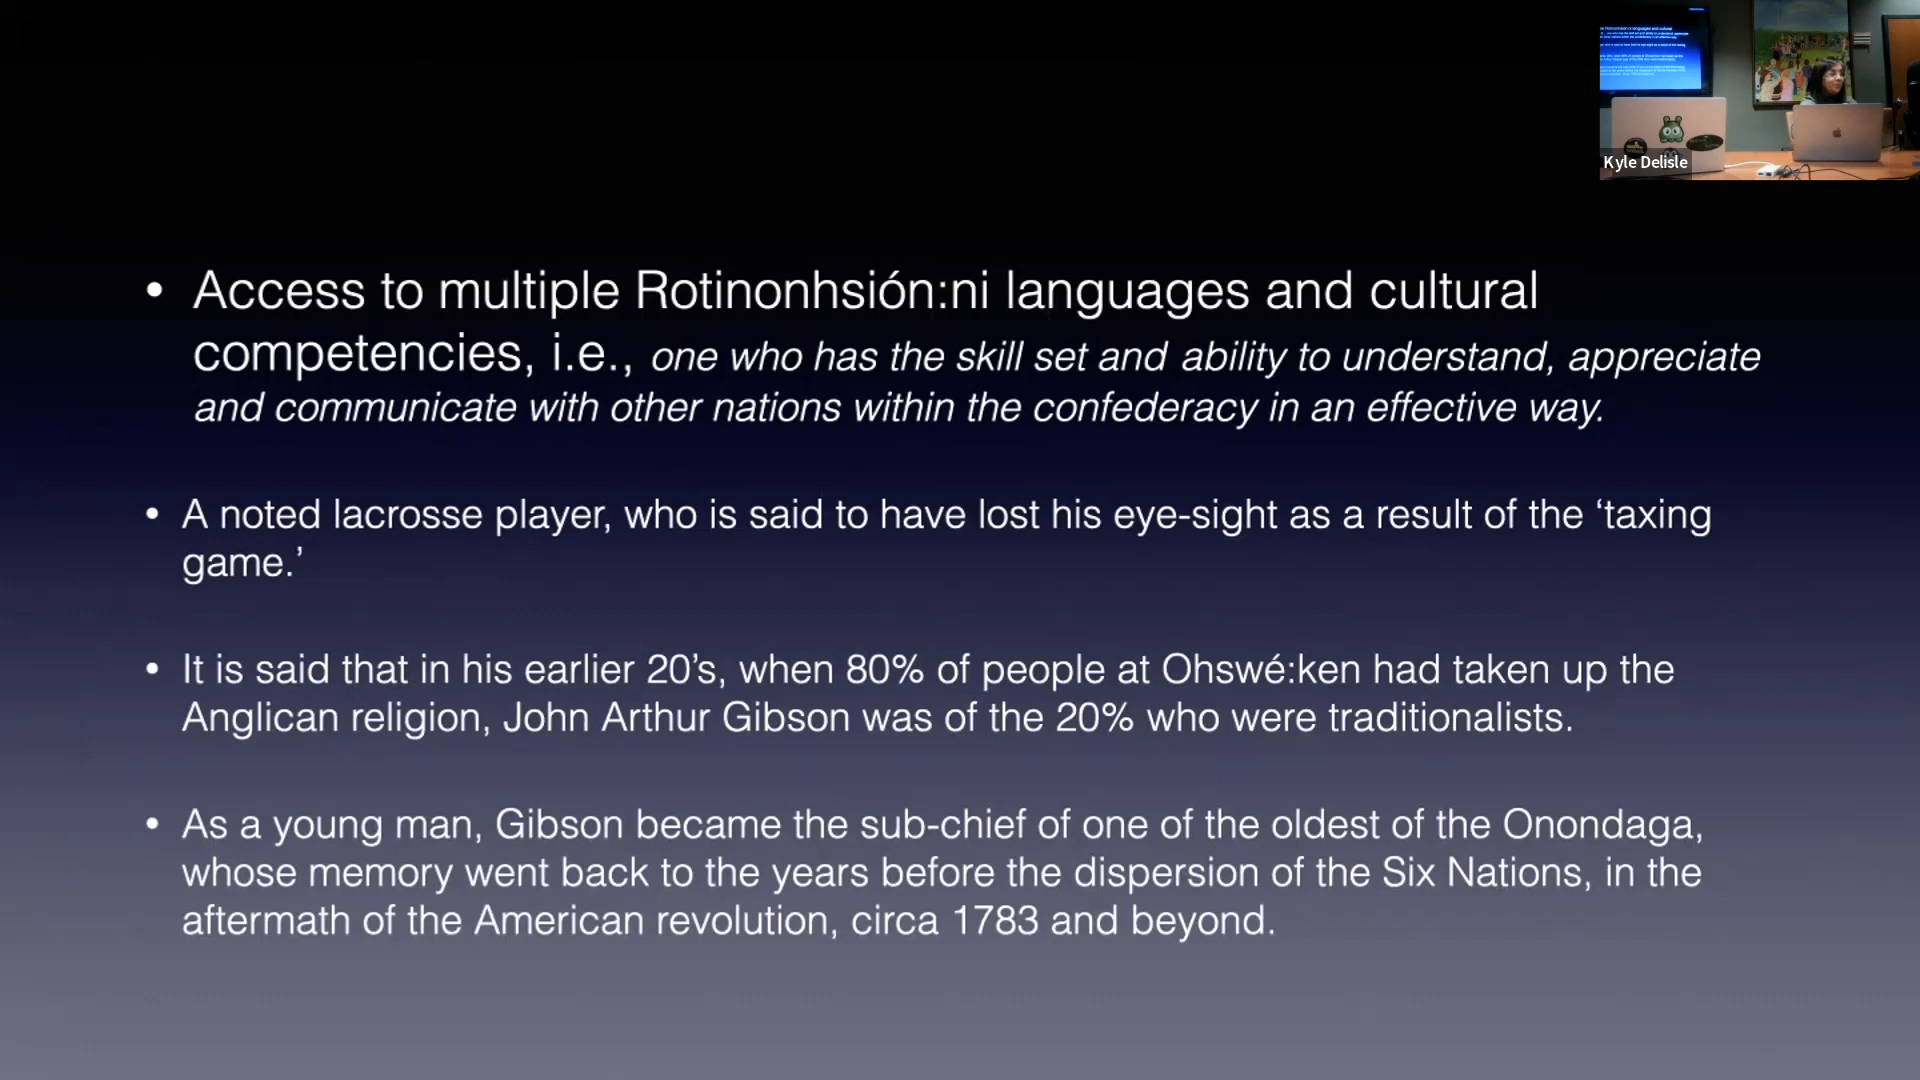 Kyle Delisle
• Access to multiple Rotinonhsión:ni languages and cultural
competencies, i.e., one who has the skill set and ability to understand, appreciate
and communicate with other nations within the confederacy in an effective way.
• A noted lacrosse player, who is said to have lost his eye-sight as a result of the ‘taxing
game.’
• It is said that in his earlier 20’s, when 80% of people at Ohswé:ken had taken up the
Anglican religion, John Arthur Gibson was of the 20% who were traditionalists.
• As a young man, Gibson became the sub-chief of one of the oldest of the Onondaga,
whose memory went back to the years before the dispersion of the Six Nations, in the
aftermath of the American revolution, circa 1783 and beyond.